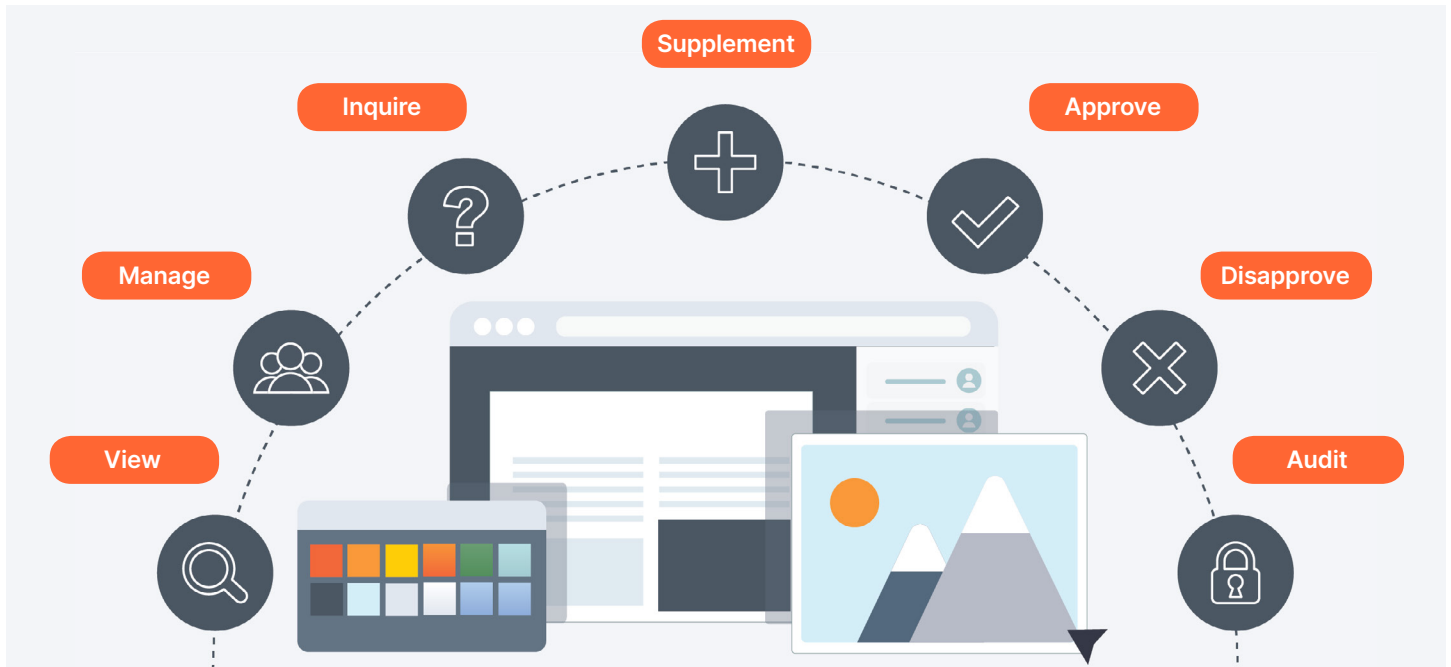 Supplement
Inquire
Approve
Manage
Disapprove
View
Audit